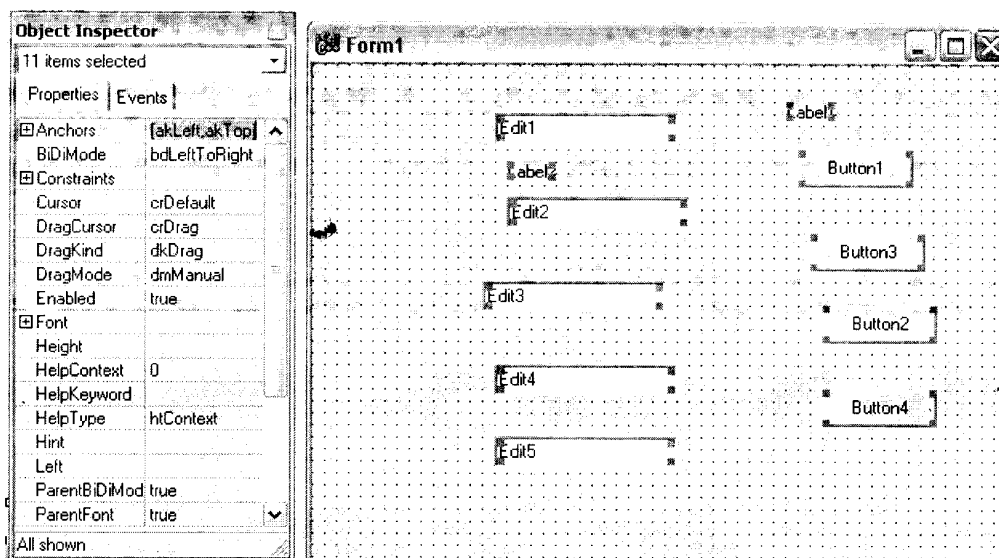 Object Inspector
11 items selected
Properties Events
Anchors [akLeft,akTop]
BiDiMode bdLeftToRight
Constraints
Cursor crDefault
DragCursor crDrag
DragKind dkDrag
DragMode dmManual
Enabled true
Font
Height
HelpContext 0
HelpKeyword
HelpType htContext
Hint
Left
ParentBiDiMod true
ParentFont true
All shown
Form1
Edit1
Label2
Edit2
Edit3
Edit4
Edit5
Label
Button1
Button3
Button2
Button4